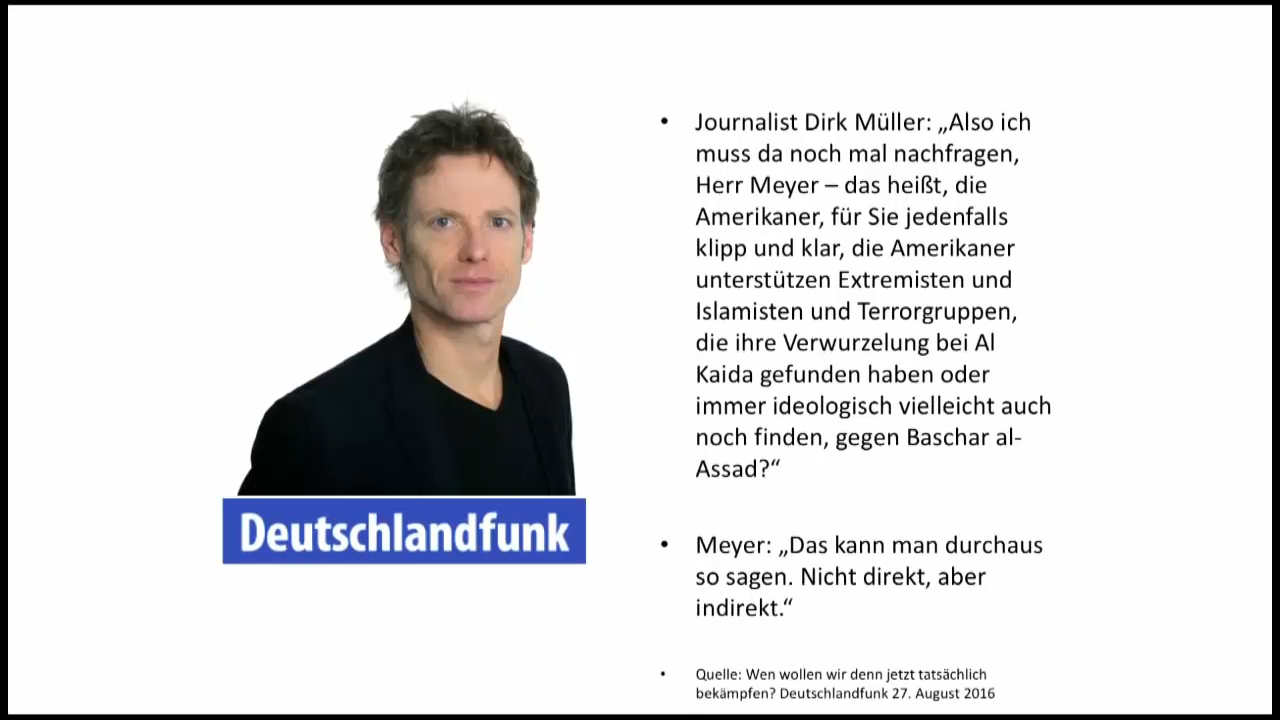 Deutschlandfunk
• Journalist Dirk Müller: „Also ich
muss da noch mal nachfragen,
Herr Meyer – das heißt, die
Amerikaner, für Sie jedenfalls
klipp und klar, die Amerikaner
unterstützen Extremisten und
Islamisten und Terrorgruppen,
die ihre Verwurzelung bei Al
Kaida gefunden haben oder
immer ideologisch vielleicht auch
noch finden, gegen Baschar al-
Assad?“
• Meyer: „Das kann man durchaus
so sagen. Nicht direkt, aber
indirekt.“
• Quelle: Wen wollen wir denn jetzt tatsächlich
bekämpfen? Deutschlandfunk 27. August 2016